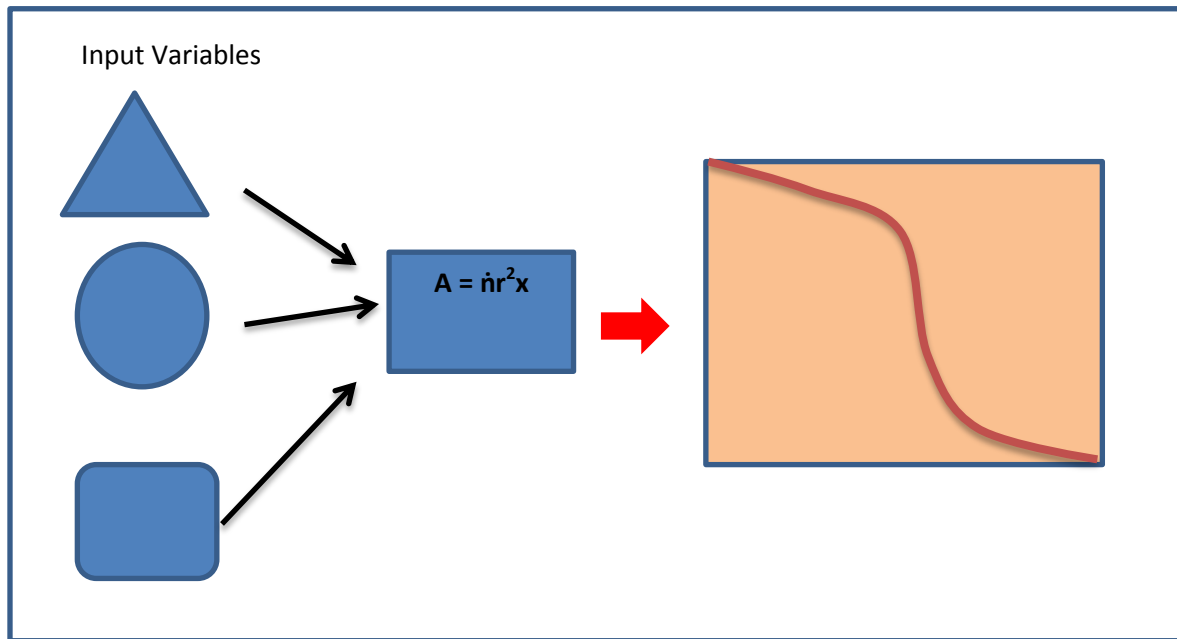 Input Variables
A = ṅr²x